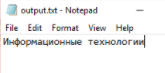 output.txt - Notepad
File Edit Format View Help
Информационные технологии